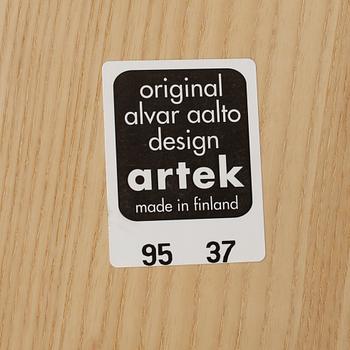 original
alvar aalto
design
artek
made in finland
95 37